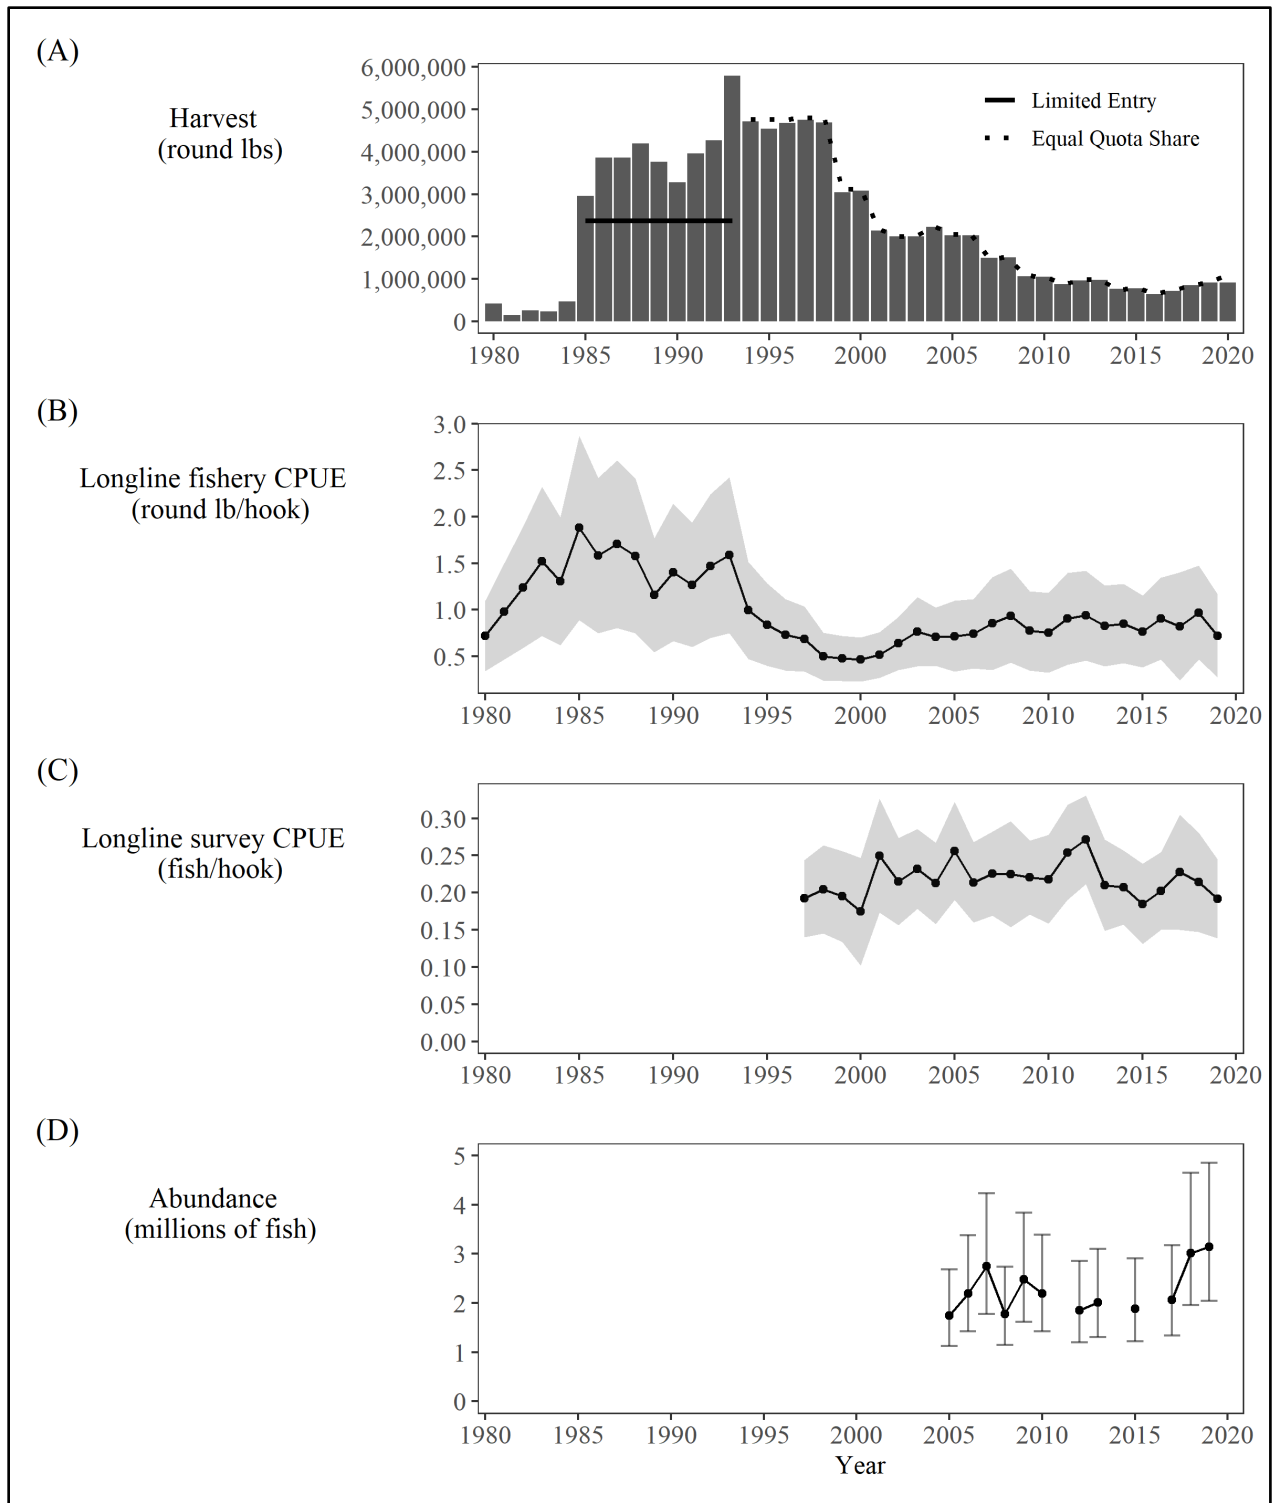 (A)
Harvest
(round lbs)
6,000,000
5,000,000
4,000,000
3,000,000
2,000,000
1,000,000
0
Limited Entry
Equal Quota Share
1980 1985 1990 1995 2000 2005 2010 2015 2020
(B)
Longline fishery CPUE
(round lb/hook)
3.0
2.5
2.0
1.5
1.0
0.5
1980 1985 1990 1995 2000 2005 2010 2015 2020
(C)
Longline survey CPUE
(fish/hook)
0.30
0.25
0.20
0.15
0.10
0.05
0.00
1980 1985 1990 1995 2000 2005 2010 2015 2020
(D)
Abundance
(millions of fish)
5
4
3
2
1
0
1980 1985 1990 1995 2000 2005 2010 2015 2020
Year